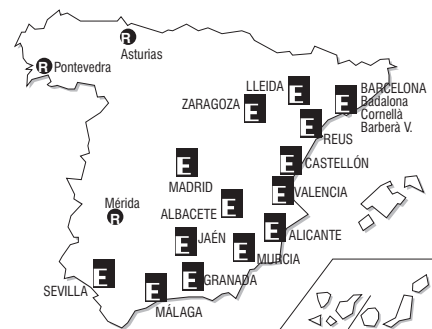 R
Asturias
R Pontevedra
LLEIDA
E
ZARAGOZA
E
E
BARCELONA
Badalona
Cornellà
Barberà V.
E
REUS
E
CASTELLÓN
E
MADRID
E
VALENCIA
Mérida
R
ALBACETE
E
E
ALICANTE
E
JAÉN
E
MURCIA
SEVILLA
E
E
GRANADA
E
MÁLAGA